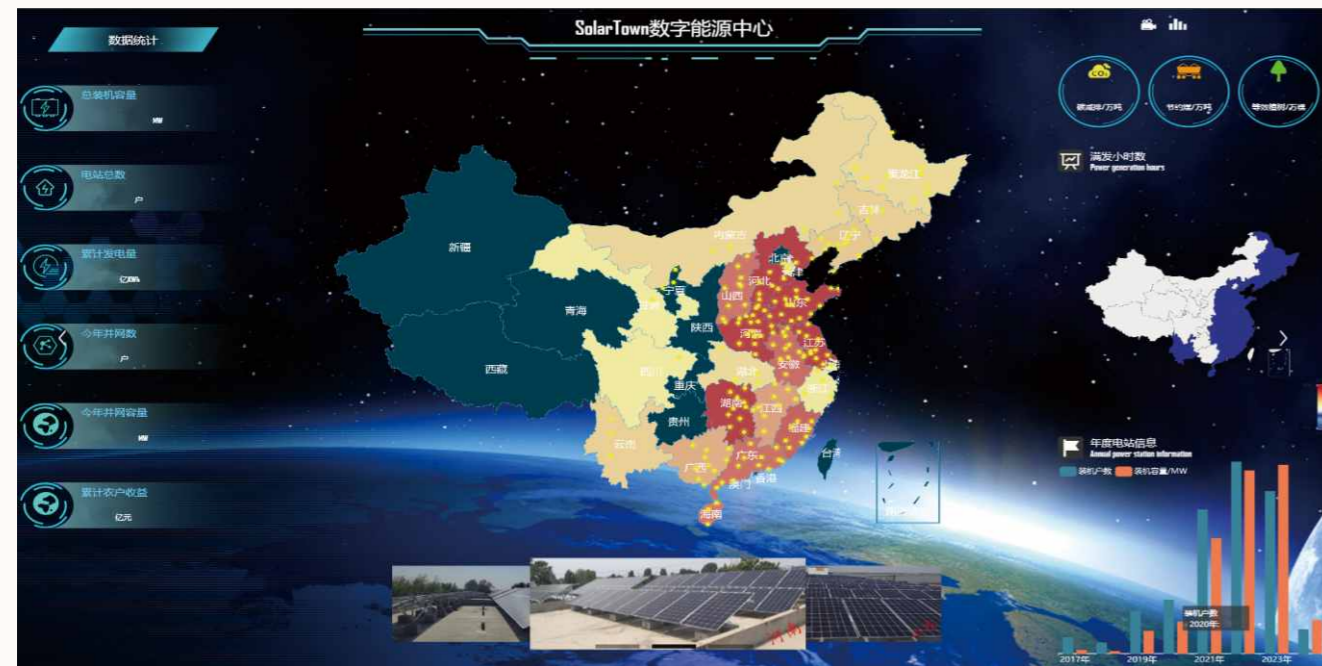 SolarTown数字能源中心
数据统计
总装机容量
MW
电站总数
户
累计发电量
亿kWh
今年并网数
户
今年并网容量
MW
累计农户收益
亿元
CO₂
碳减排/万吨
节约煤/万吨
等效植树/万棵
满发小时数
Power generation hours
年度电站信息
Annual power station information
装机户数
装机容量/MW
装机户数
2020年
2017年
2019年
2021年
2023年
黑龙江
吉林
辽宁
内蒙古
新疆
北京
河北
宁夏
山西
山东
青海
陕西
河南
江苏
西藏
四川
湖北
安徽
重庆
浙江
湖南
江西
贵州
福建
云南
台湾
广西
广东
香港
澳门
海南